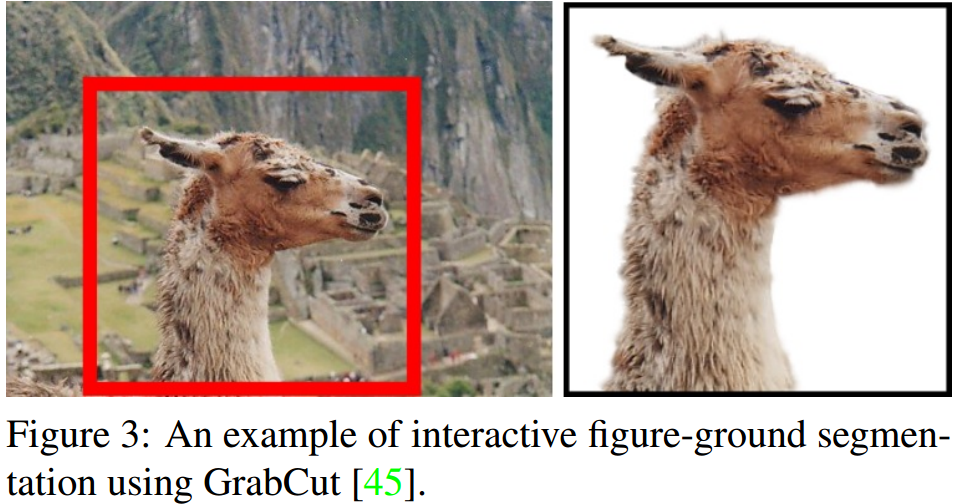 Figure 3: An example of interactive figure-ground segmen-
tation using GrabCut [45].